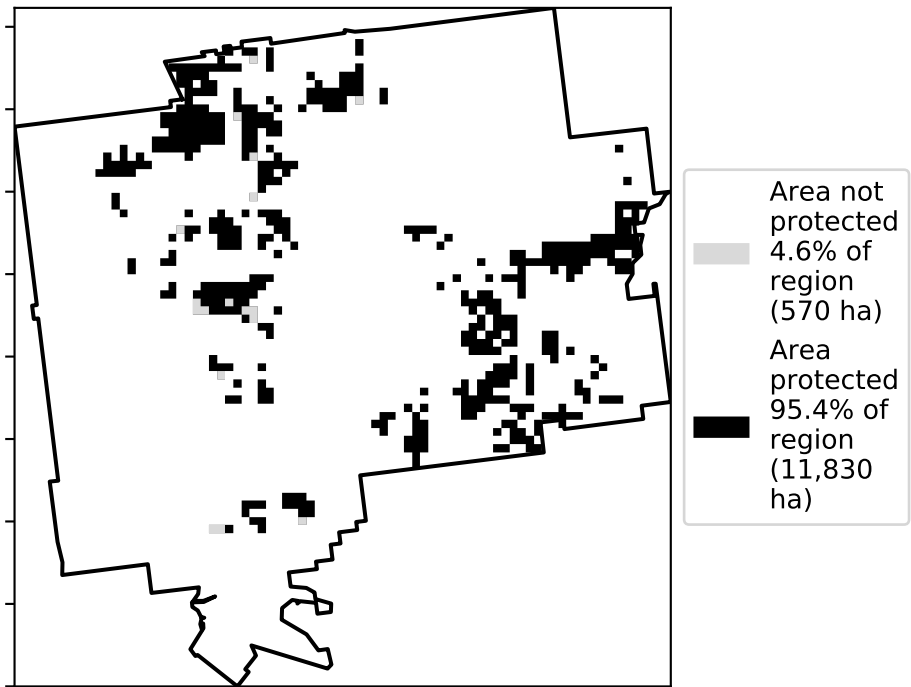 Area not
protected
4.6% of
region
(570 ha)
Area
protected
95.4% of
region
(11,830
ha)